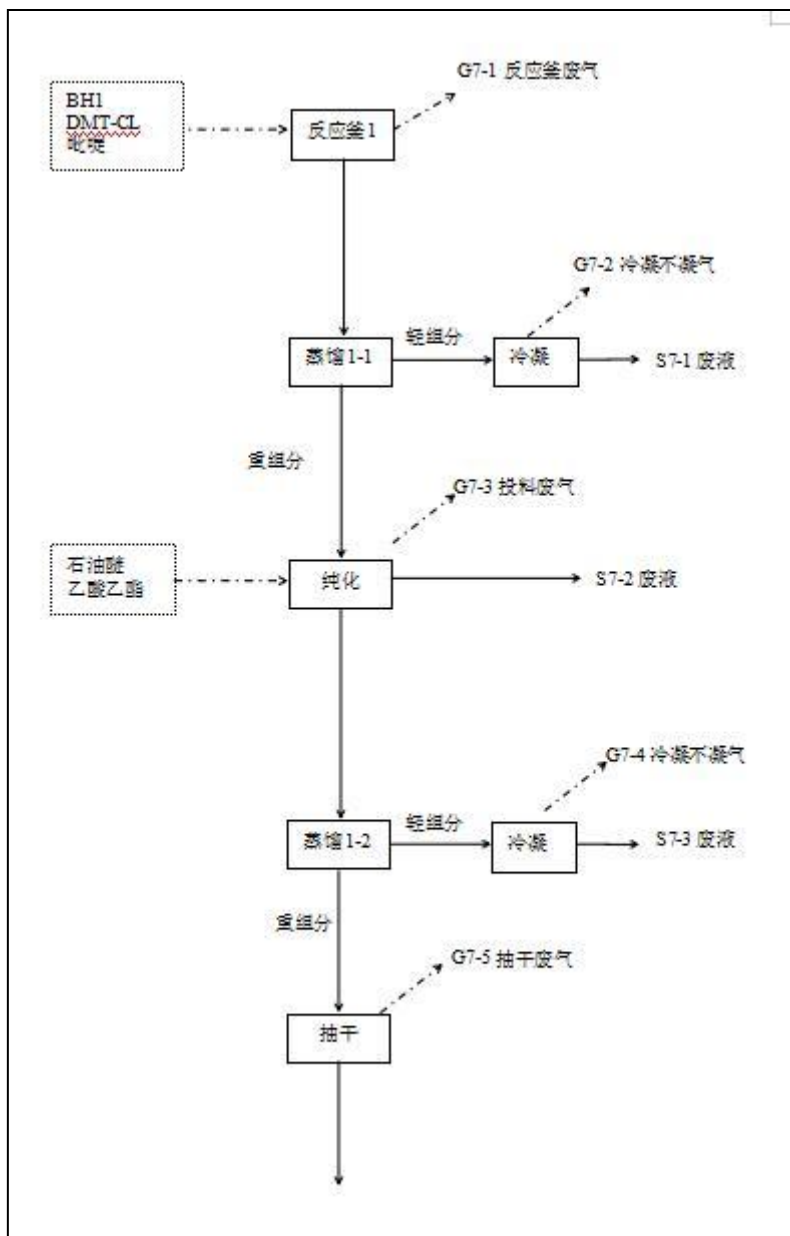 G7-1 反应釜废气
BH1
DMT-CL
吡啶
反应釜1
G7-2 冷凝不凝气
轻组分
蒸馏1-1
冷凝
S7-1 废液
重组分
G7-3 投料废气
石油醚
乙酸乙酯
纯化
S7-2 废液
G7-4 冷凝不凝气
轻组分
蒸馏1-2
冷凝
S7-3 废液
重组分
G7-5 抽干废气
抽干